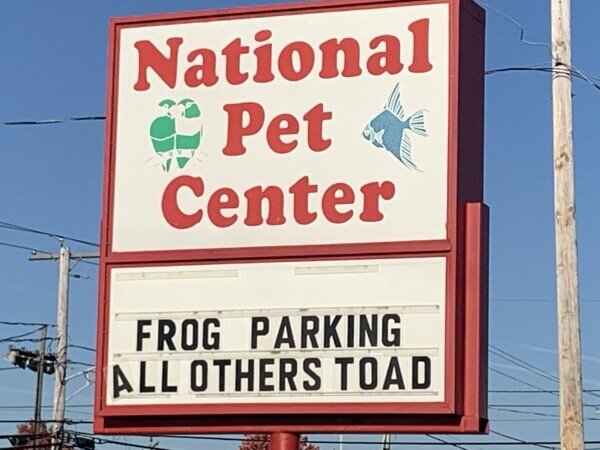 National
Pet
Center
FROG PARKING
ALL OTHERS TOAD